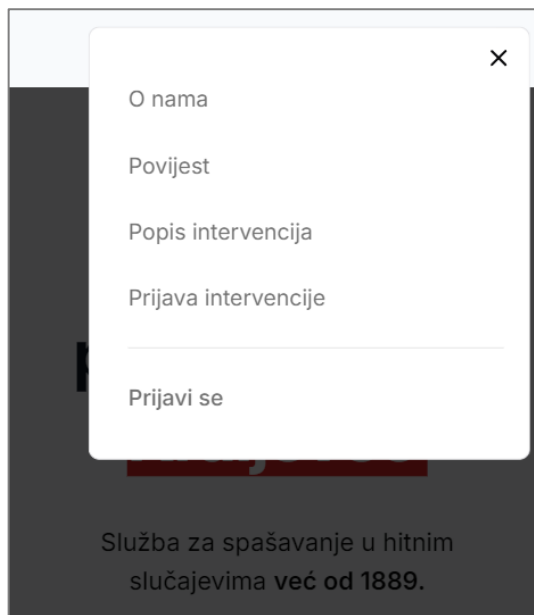 O nama
Povijest
Popis intervencija
Prijava intervencije
Prijavi se
Služba za spašavanje u hitnim
slučajevima već od 1889.